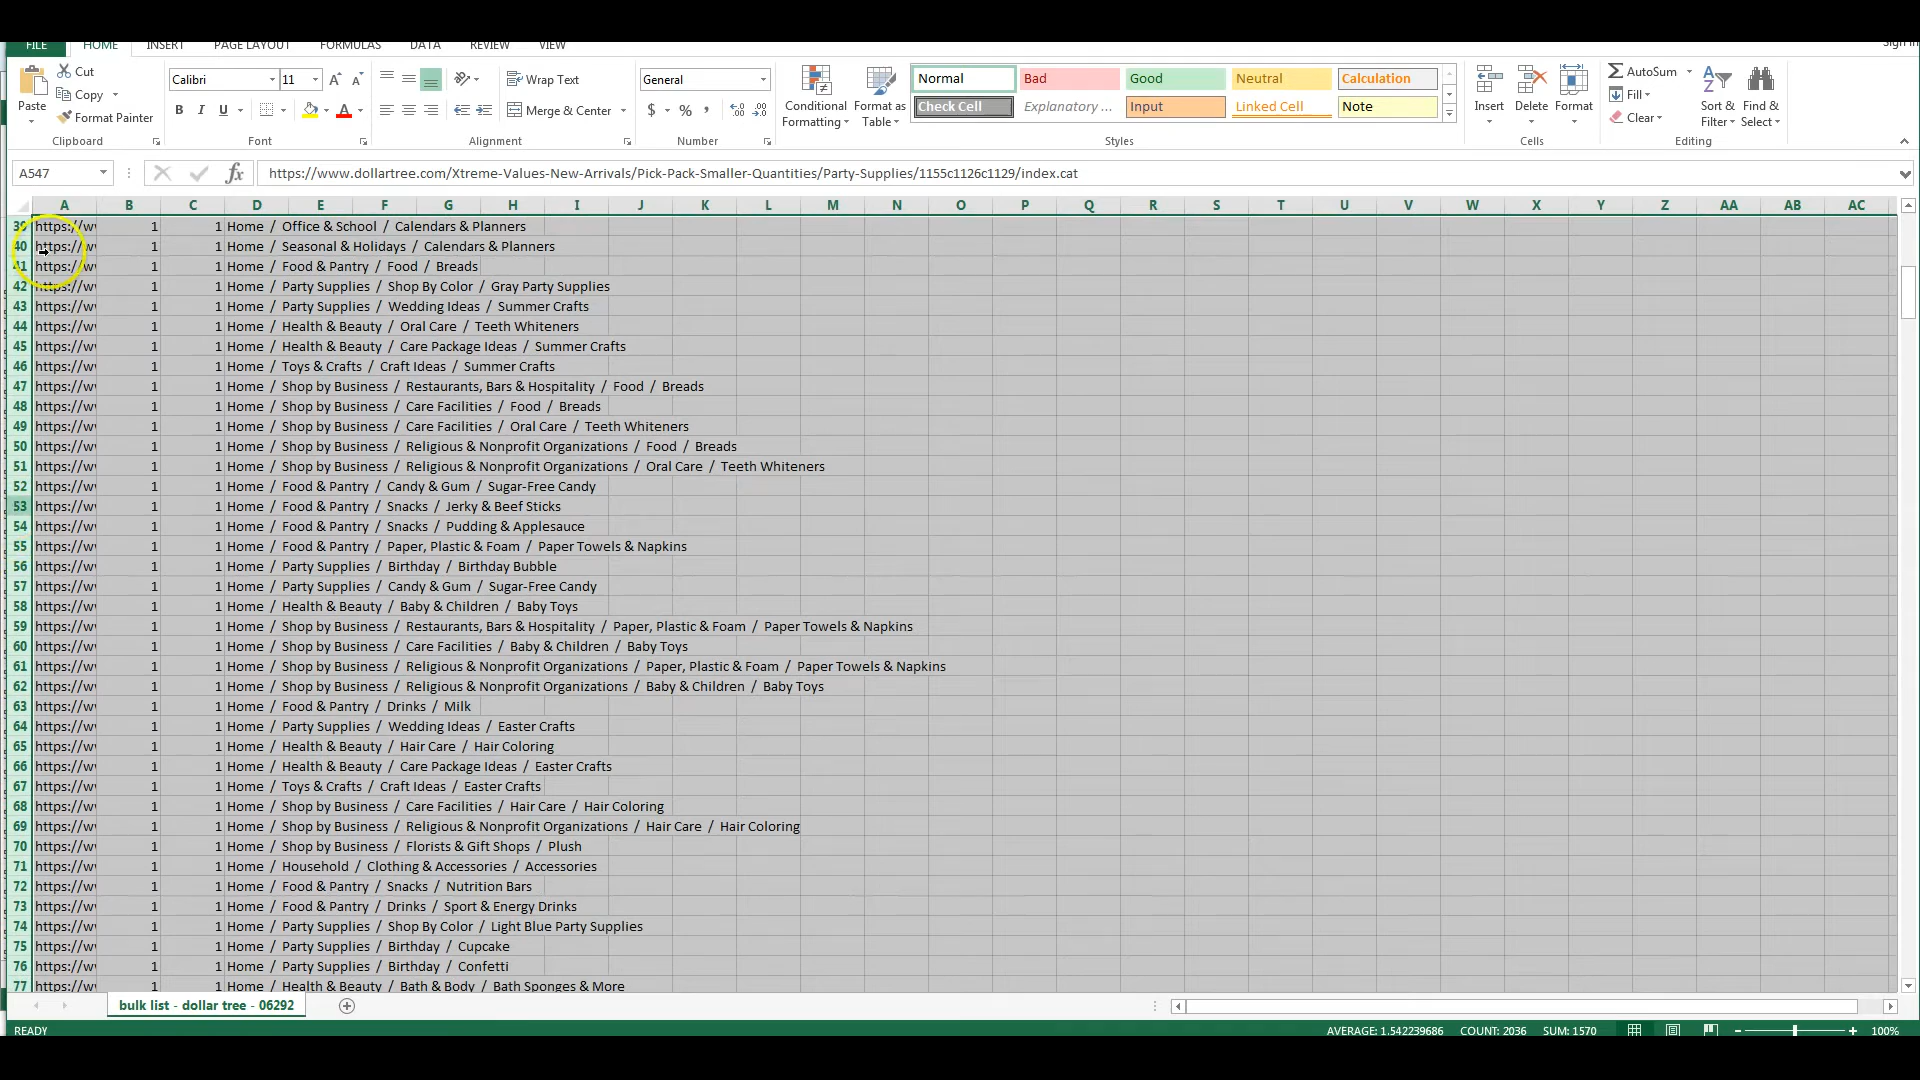 FILE HOME INSERT PAGE LAYOUT FORMULAS DATA REVIEW VIEW
Cut
Copy
Format Painter
Paste
Clipboard
Calibri 11
B I U
Font
Wrap Text
Merge & Center
Alignment
General
$ % ,
Number
Conditional Formatting
Format as Table
Normal Bad Good Neutral Calculation
Check Cell Explanatory ... Input Linked Cell Note
Styles
Insert Delete Format
Cells
AutoSum
Fill
Clear
Sort & Filter
Find & Select
Editing
A547 fx https://www.dollartree.com/Xtreme-Values-New-Arrivals/Pick-Pack-Smaller-Quantities/Party-Supplies/1155c1126c1129/index.cat
A B C D E F G H I J K L M N O P Q R S T U V W X Y Z AA AB AC
39 https://w 1 1 Home / Office & School / Calendars & Planners
40 https://w 1 1 Home / Seasonal & Holidays / Calendars & Planners
41 https://w 1 1 Home / Food & Pantry / Food / Breads
42 https://w 1 1 Home / Party Supplies / Shop By Color / Gray Party Supplies
43 https://w 1 1 Home / Party Supplies / Wedding Ideas / Summer Crafts
44 https://w 1 1 Home / Health & Beauty / Oral Care / Teeth Whiteners
45 https://w 1 1 Home / Health & Beauty / Care Package Ideas / Summer Crafts
46 https://w 1 1 Home / Toys & Crafts / Craft Ideas / Summer Crafts
47 https://w 1 1 Home / Shop by Business / Restaurants, Bars & Hospitality / Food / Breads
48 https://w 1 1 Home / Shop by Business / Care Facilities / Food / Breads
49 https://w 1 1 Home / Shop by Business / Care Facilities / Oral Care / Teeth Whiteners
50 https://w 1 1 Home / Shop by Business / Religious & Nonprofit Organizations / Food / Breads
51 https://w 1 1 Home / Shop by Business / Religious & Nonprofit Organizations / Oral Care / Teeth Whiteners
52 https://w 1 1 Home / Food & Pantry / Candy & Gum / Sugar-Free Candy
53 https://w 1 1 Home / Food & Pantry / Snacks / Jerky & Beef Sticks
54 https://w 1 1 Home / Food & Pantry / Snacks / Pudding & Applesauce
55 https://w 1 1 Home / Food & Pantry / Paper, Plastic & Foam / Paper Towels & Napkins
56 https://w 1 1 Home / Party Supplies / Birthday / Birthday Bubble
57 https://w 1 1 Home / Party Supplies / Candy & Gum / Sugar-Free Candy
58 https://w 1 1 Home / Health & Beauty / Baby & Children / Baby Toys
59 https://w 1 1 Home / Shop by Business / Restaurants, Bars & Hospitality / Paper, Plastic & Foam / Paper Towels & Napkins
60 https://w 1 1 Home / Shop by Business / Care Facilities / Baby & Children / Baby Toys
61 https://w 1 1 Home / Shop by Business / Religious & Nonprofit Organizations / Paper, Plastic & Foam / Paper Towels & Napkins
62 https://w 1 1 Home / Shop by Business / Religious & Nonprofit Organizations / Baby & Children / Baby Toys
63 https://w 1 1 Home / Food & Pantry / Drinks / Milk
64 https://w 1 1 Home / Party Supplies / Wedding Ideas / Easter Crafts
65 https://w 1 1 Home / Health & Beauty / Hair Care / Hair Coloring
66 https://w 1 1 Home / Health & Beauty / Care Package Ideas / Easter Crafts
67 https://w 1 1 Home / Toys & Crafts / Craft Ideas / Easter Crafts
68 https://w 1 1 Home / Shop by Business / Care Facilities / Hair Care / Hair Coloring
69 https://w 1 1 Home / Shop by Business / Religious & Nonprofit Organizations / Hair Care / Hair Coloring
70 https://w 1 1 Home / Shop by Business / Florists & Gift Shops / Plush
71 https://w 1 1 Home / Household / Clothing & Accessories / Accessories
72 https://w 1 1 Home / Food & Pantry / Snacks / Nutrition Bars
73 https://w 1 1 Home / Food & Pantry / Drinks / Sport & Energy Drinks
74 https://w 1 1 Home / Party Supplies / Shop By Color / Light Blue Party Supplies
75 https://w 1 1 Home / Party Supplies / Birthday / Cupcake
76 https://w 1 1 Home / Party Supplies / Birthday / Confetti
77 https://w 1 1 Home / Health & Beauty / Bath & Body / Bath Sponges & More
bulk list - dollar tree - 06292
READY AVERAGE: 1.542239686 COUNT: 2036 SUM: 1570 100%